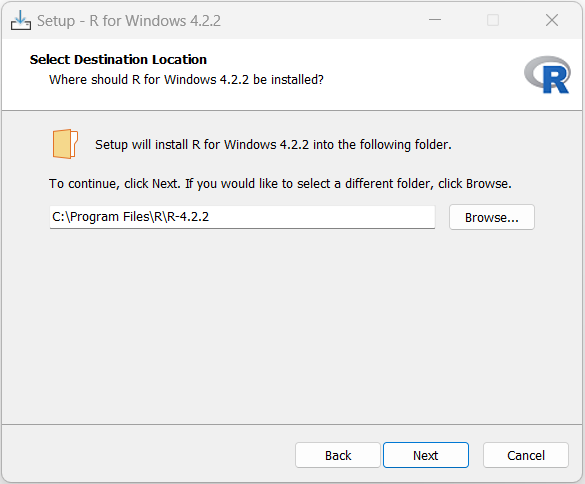 Setup - R for Windows 4.2.2
Select Destination Location
Where should R for Windows 4.2.2 be installed?
R
Setup will install R for Windows 4.2.2 into the following folder.
To continue, click Next. If you would like to select a different folder, click Browse.
C:\Program Files\R\R-4.2.2
Browse...
Back
Next
Cancel